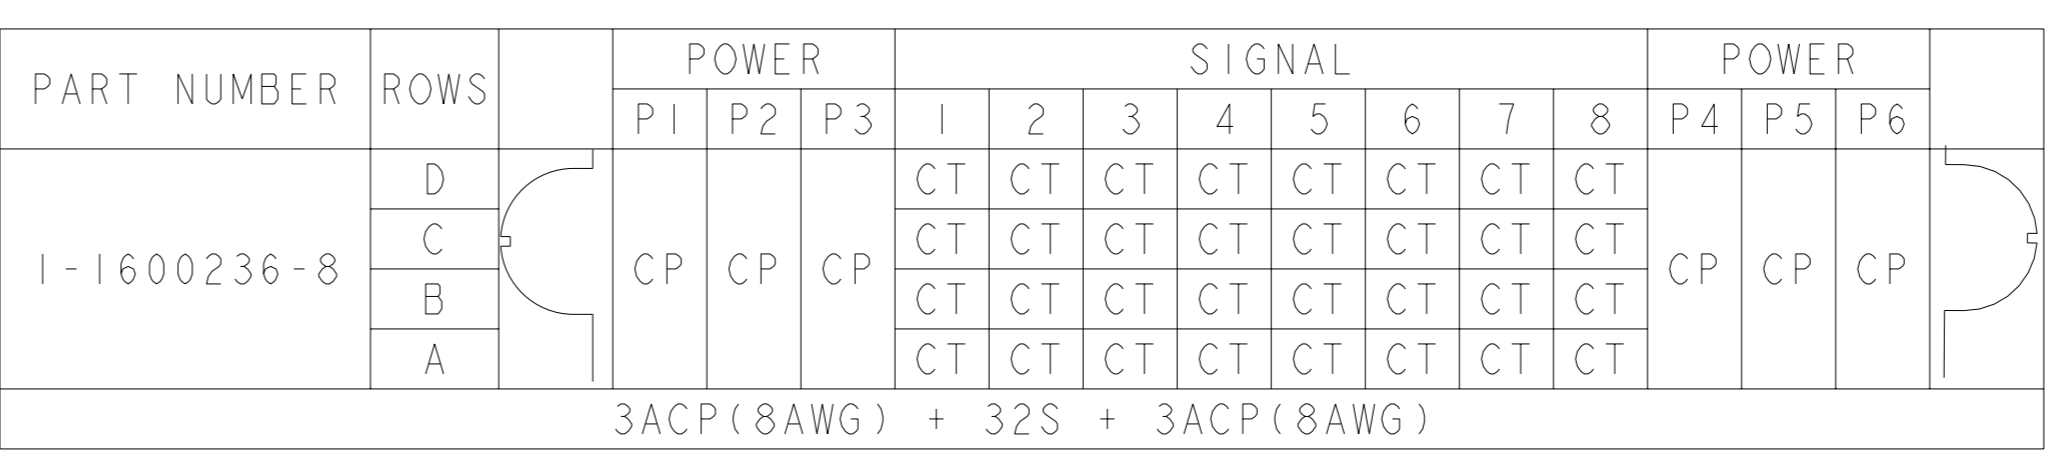 POWER SIGNAL POWER
PART NUMBER ROWS
P1 P2 P3 1 2 3 4 5 6 7 8 P4 P5 P6
D CT CT CT CT CT CT CT CT
C CT CT CT CT CT CT CT CT
1-1600236-8 CP CP CP CP CP CP
B CT CT CT CT CT CT CT CT
A CT CT CT CT CT CT CT CT
3ACP(8AWG) + 32S + 3ACP(8AWG)